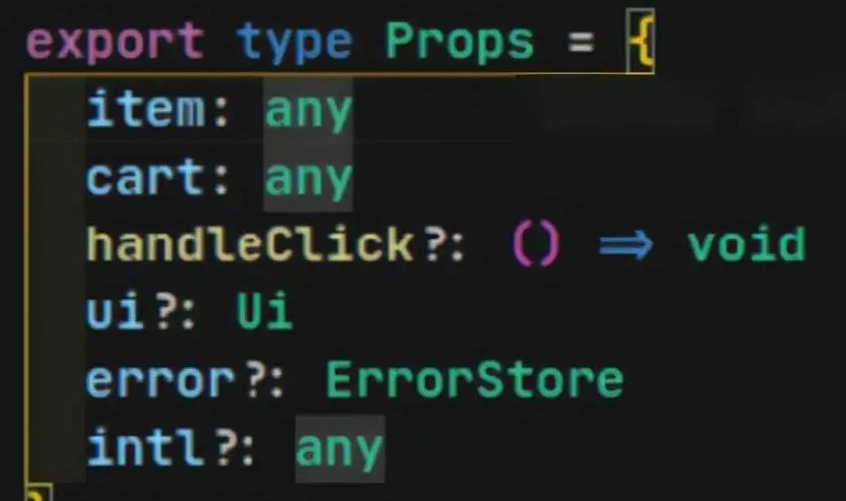 export type Props = {
item: any
cart: any
handleClick?: () => void
ui?: Ui
error?: ErrorStore
intl?: any
}